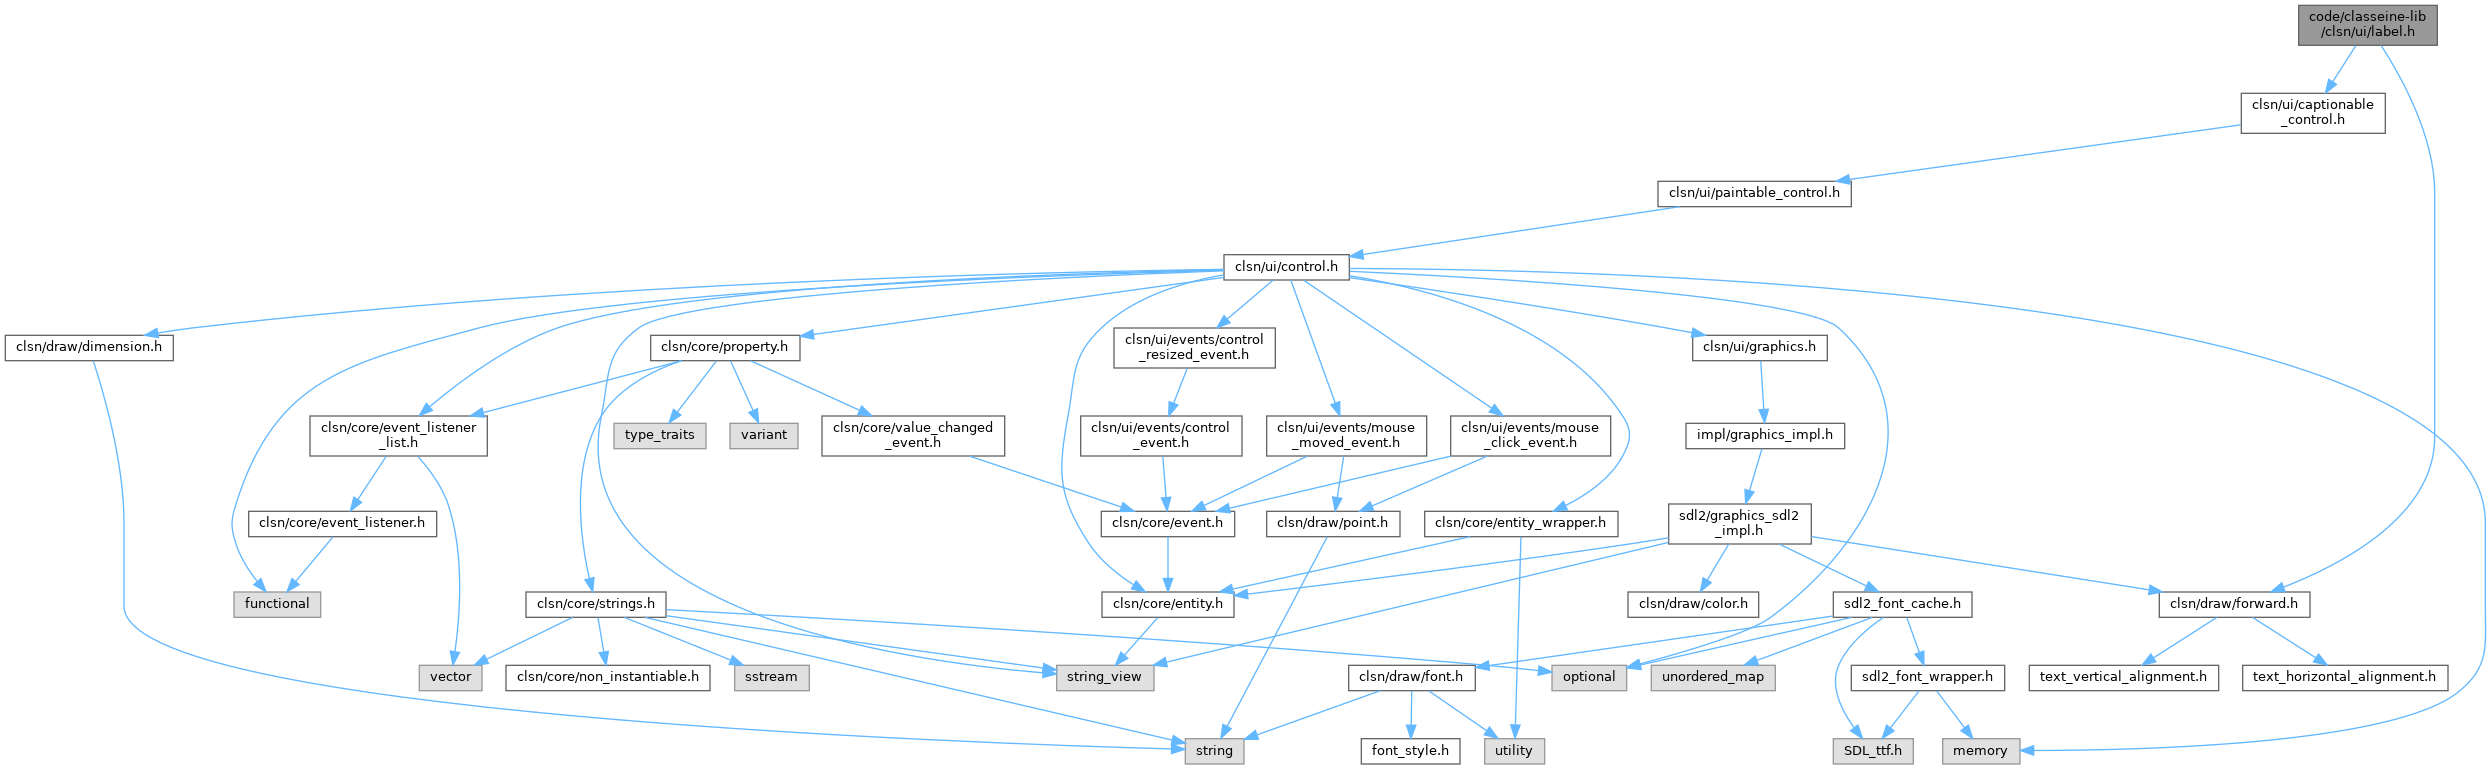 code/classeine-lib
/clsn/ui/label.h
clsn/ui/captionable
_control.h
clsn/ui/paintable_control.h
clsn/ui/control.h
clsn/draw/dimension.h
clsn/core/property.h
clsn/ui/events/control
_resized_event.h
clsn/ui/graphics.h
clsn/core/event_listener
_list.h
type_traits
variant
clsn/core/value_changed
_event.h
clsn/ui/events/control
_event.h
clsn/ui/events/mouse
_moved_event.h
clsn/ui/events/mouse
_click_event.h
impl/graphics_impl.h
clsn/core/event_listener.h
clsn/core/event.h
clsn/draw/point.h
clsn/core/entity_wrapper.h
sdl2/graphics_sdl2
_impl.h
functional
clsn/core/strings.h
clsn/core/entity.h
clsn/draw/color.h
sdl2_font_cache.h
clsn/draw/forward.h
vector
clsn/core/non_instantiable.h
sstream
string_view
clsn/draw/font.h
optional
unordered_map
sdl2_font_wrapper.h
text_vertical_alignment.h
text_horizontal_alignment.h
string
font_style.h
utility
SDL_ttf.h
memory